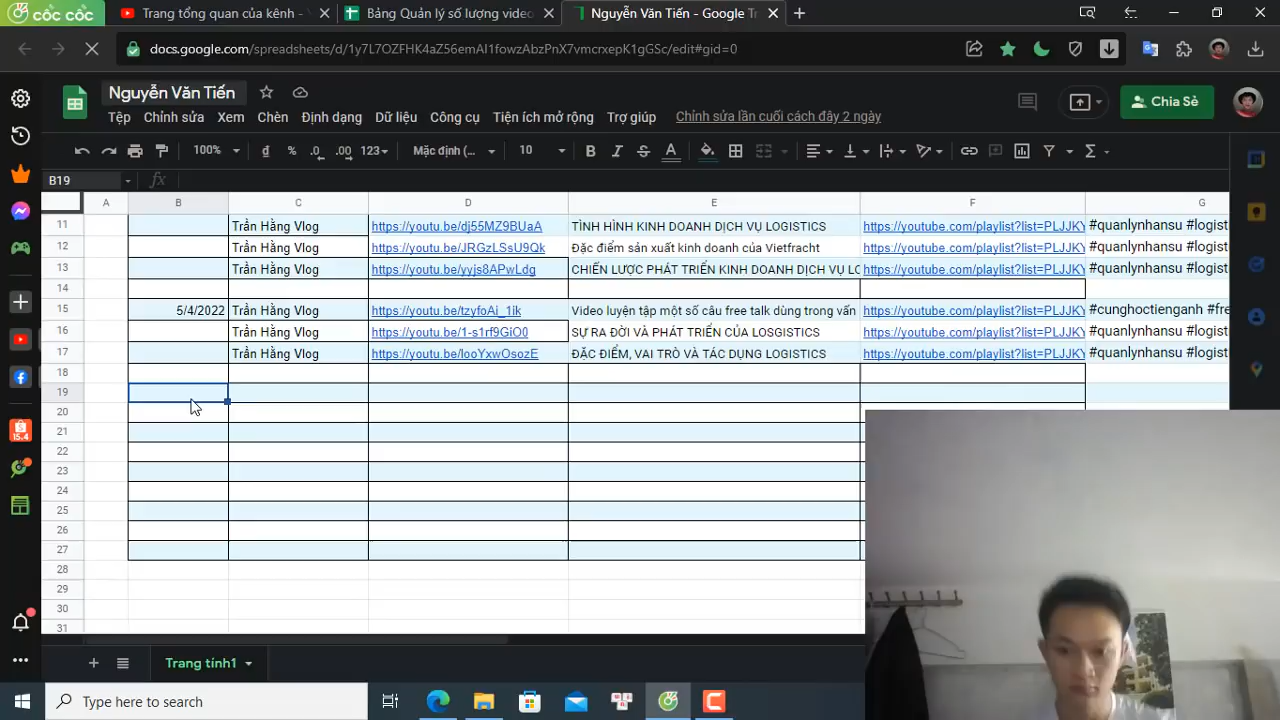 cốc cốc
Trang tổng quan của kênh -
Bảng Quản lý số lượng video
Nguyễn Văn Tiến - Google Tr
docs.google.com/spreadsheets/d/1y7L7OZFHK4aZ56emAI1fowzAbzPnX7vmcrxepK1gGSc/edit#gid=0
Nguyễn Văn Tiến
Tệp Chỉnh sửa Xem Chèn Định dạng Dữ liệu Công cụ Tiện ích mở rộng Trợ giúp Chỉnh sửa lần cuối cách đây 2 ngày
Chia Sẻ
100% ₫ % .0 .00 123 Mặc định (... 10 B I S A Σ
B19 fx
A B C D E F G
11 Trần Hằng Vlog https://youtu.be/dj55MZ9BUaA TÌNH HÌNH KINH DOANH DỊCH VỤ LOGISTICS https://youtube.com/playlist?list=PLJJKY #quanlynhansu #logist
12 Trần Hằng Vlog https://youtu.be/JRGzLSsU9Qk Đặc điểm sản xuất kinh doanh của Vietfracht https://youtube.com/playlist?list=PLJJKY #quanlynhansu #logist
13 Trần Hằng Vlog https://youtu.be/yyjs8APwLdg CHIẾN LƯỢC PHÁT TRIỂN KINH DOANH DỊCH VỤ LO https://youtube.com/playlist?list=PLJJKY #quanlynhansu #logist
14
15 5/4/2022 Trần Hằng Vlog https://youtu.be/tzyfoAi_1ik Video luyện tập một số câu free talk dùng trong vấn https://youtube.com/playlist?list=PLJJKY #cunghoctienganh #fre
16 Trần Hằng Vlog https://youtu.be/1-s1rf9GiO0 SỰ RA ĐỜI VÀ PHÁT TRIỂN CỦA LOSGISTICS https://youtube.com/playlist?list=PLJJKY #quanlynhansu #logist
17 Trần Hằng Vlog https://youtu.be/looYxwOsozE ĐẶC ĐIỂM, VAI TRÒ VÀ TÁC DỤNG LOGISTICS https://youtube.com/playlist?list=PLJJKY #quanlynhansu #logist
18
19
20
21
22
23
24
25
26
27
28
29
30
31
15.4
Trang tính1
Type here to search